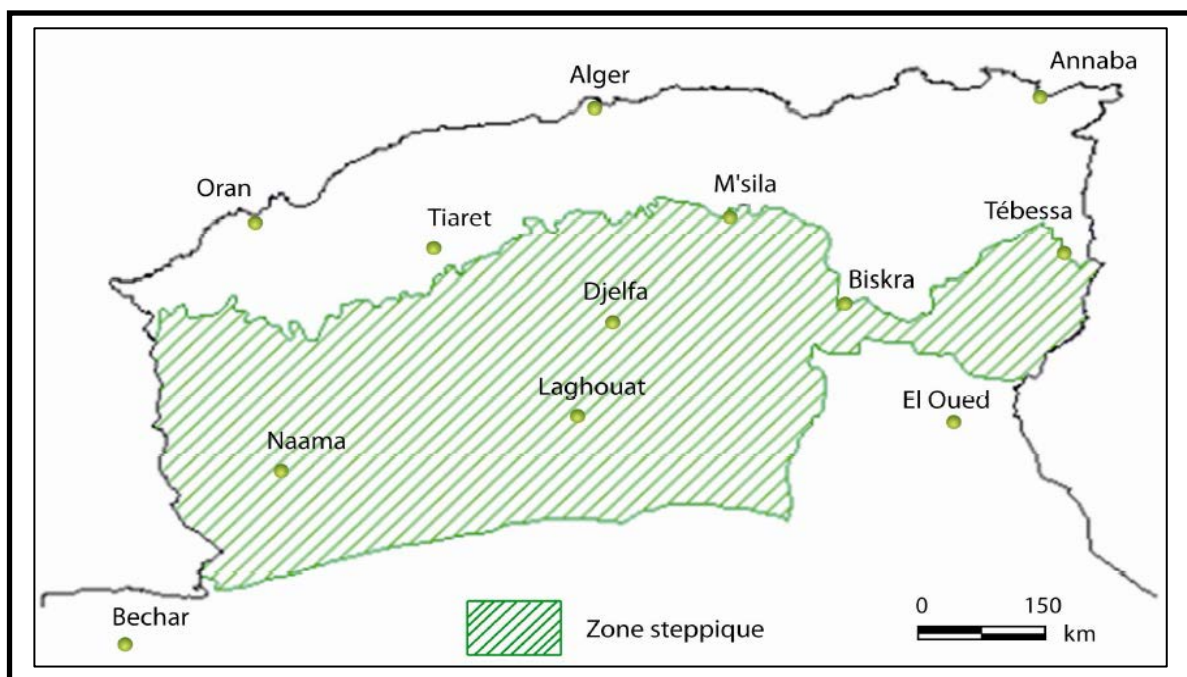 Annaba
Alger
Oran
M'sila
Tiaret
Tébessa
Biskra
Djelfa
Laghouat
El Oued
Naama
Bechar
Zone steppique
0 150
km